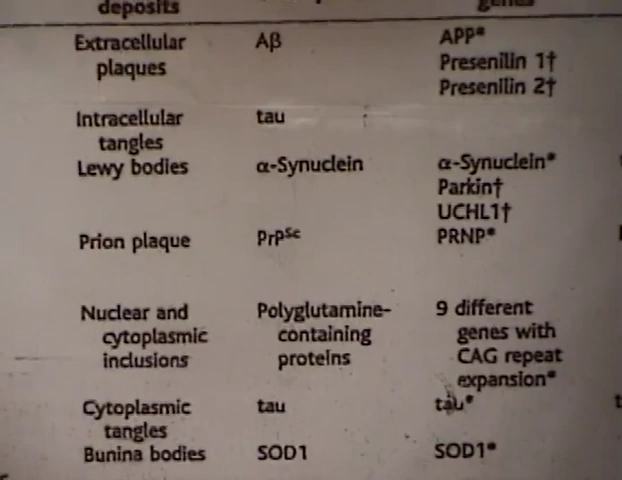 deposits genes
Extracellular Aβ APP*
plaques Presenilin 1†
Presenilin 2†
Intracellular tau
tangles
Lewy bodies α-Synuclein α-Synuclein*
Parkin†
UCHL1†
Prion plaque PrPSc PRNP*
Nuclear and Polyglutamine- 9 different
cytoplasmic containing genes with
inclusions proteins CAG repeat
expansion*
Cytoplasmic tau tau*
tangles
Bunina bodies SOD1 SOD1*